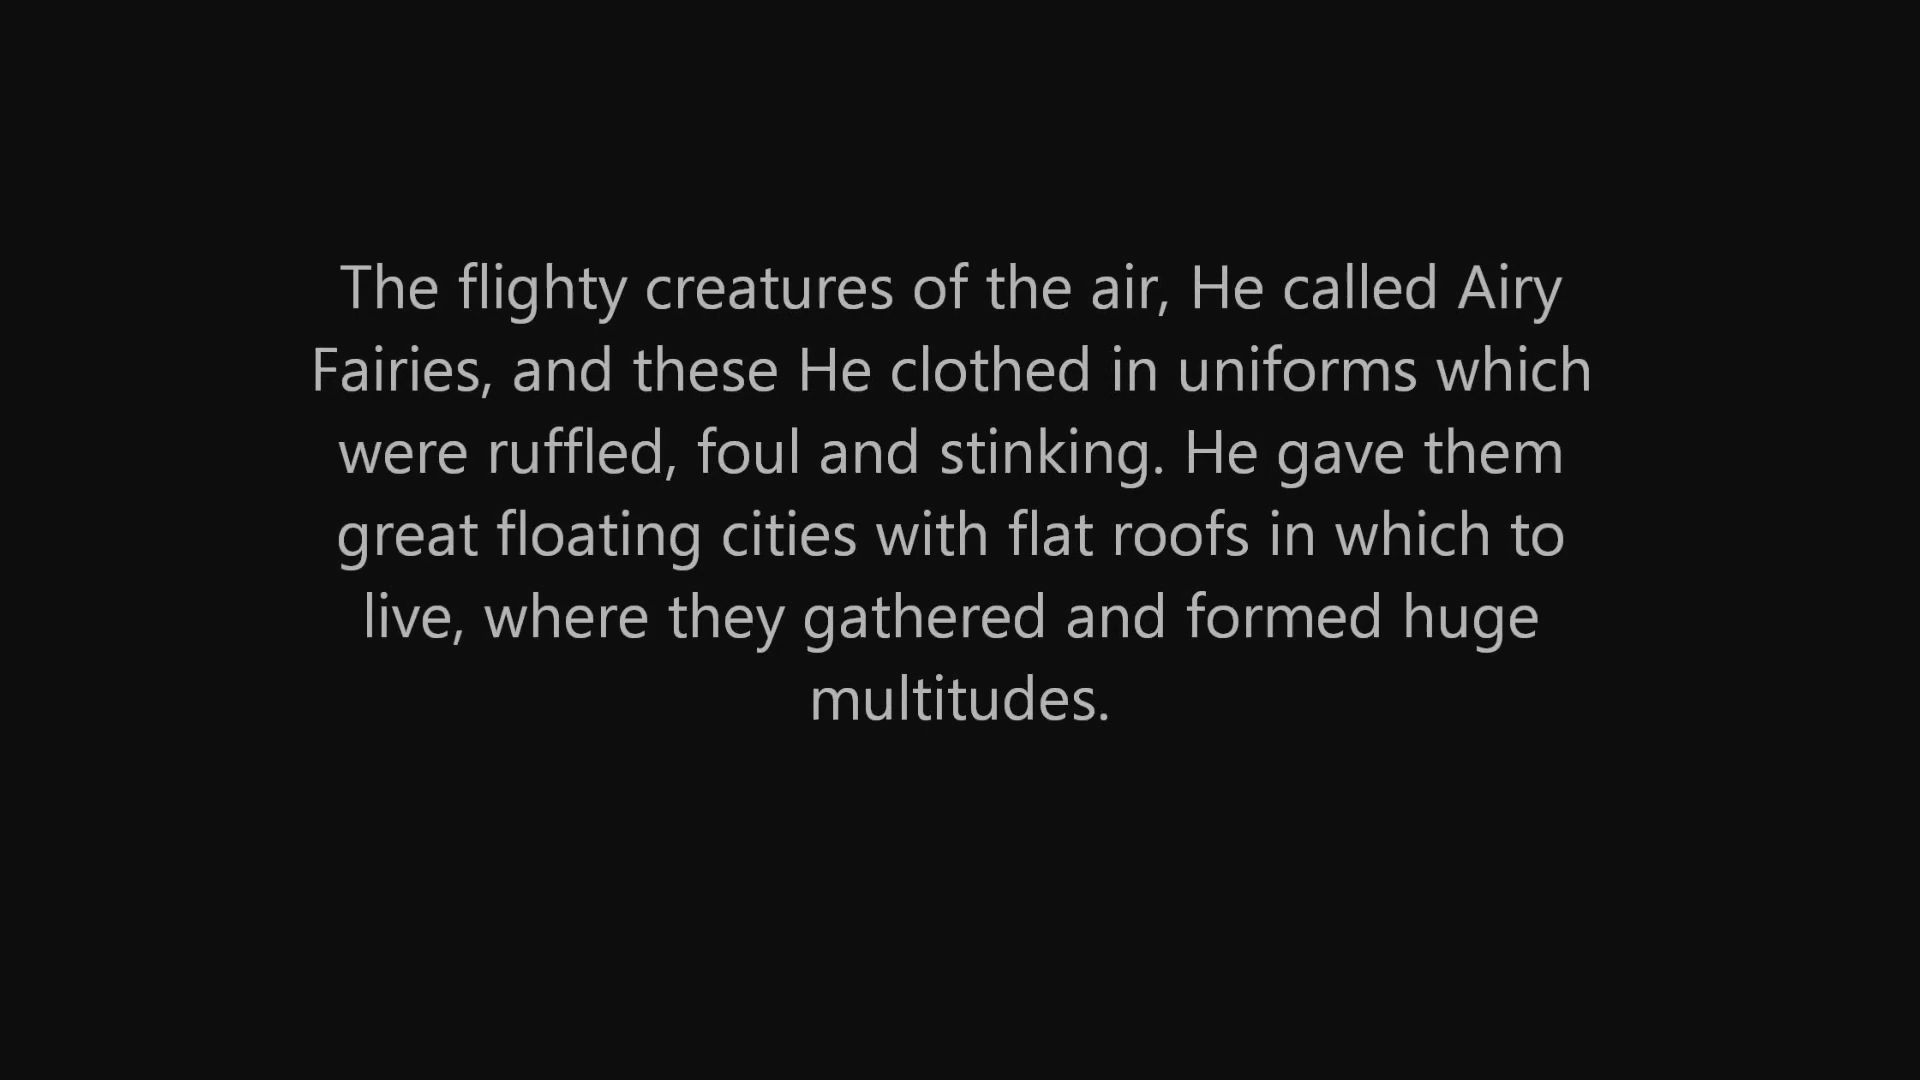 The flighty creatures of the air, He called Airy
Fairies, and these He clothed in uniforms which
were ruffled, foul and stinking. He gave them
great floating cities with flat roofs in which to
live, where they gathered and formed huge
multitudes.